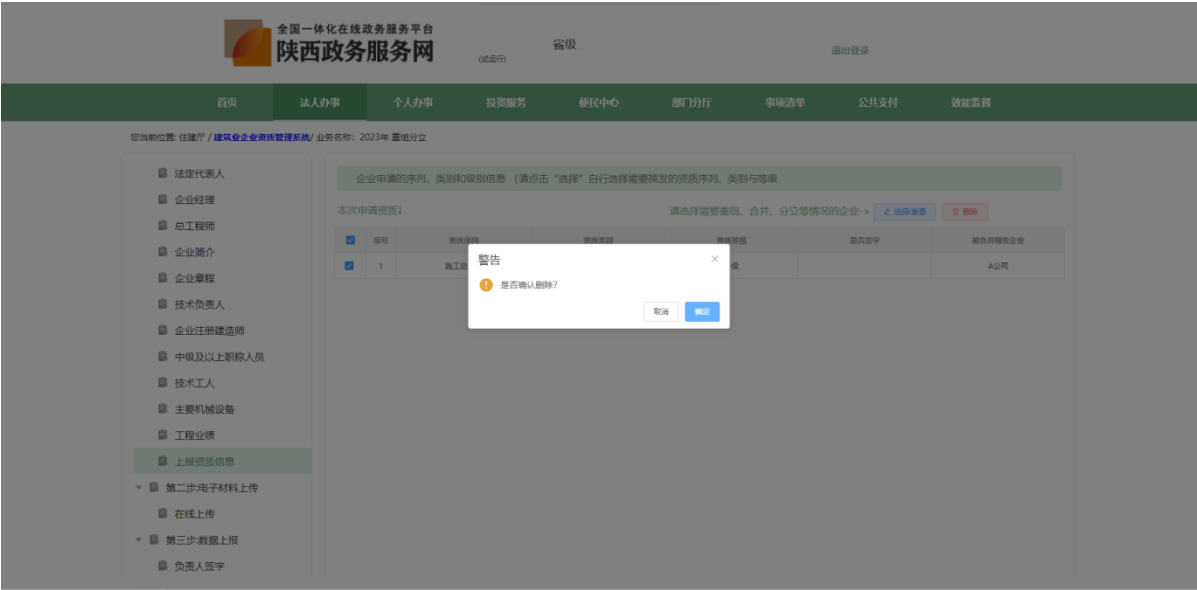 全国一体化在线政务服务平台
陕西政务服务网
(试运行)
省级
退出登录
首页 法人办事 个人办事 投资服务 便民中心 部门分厅 事项清单 公共支付 效能监督
您当前位置: 住建厅 / 建筑业企业资质管理系统/ 业务名称: 2023年 重组分立
法定代表人
企业经理
总工程师
企业简介
企业章程
技术负责人
企业注册建造师
中级及以上职称人员
技术工人
主要机械设备
工程业绩
上报资质信息
第二步:电子材料上传
在线上传
第三步:数据上报
负责人签字
企业申请的序列、类别和级别信息 (请点击“选择”自行选择需要换发的资质序列、类别与等级
本次申请资质⇂
请选择需要重组、合并、分立等情况的企业-> 选择/查看 删除
序号 资质序列 资质类别 资质等级 是否签字 被合并吸收企业
1 施工总 级 A公司
警告
是否确认删除?
取消 确定